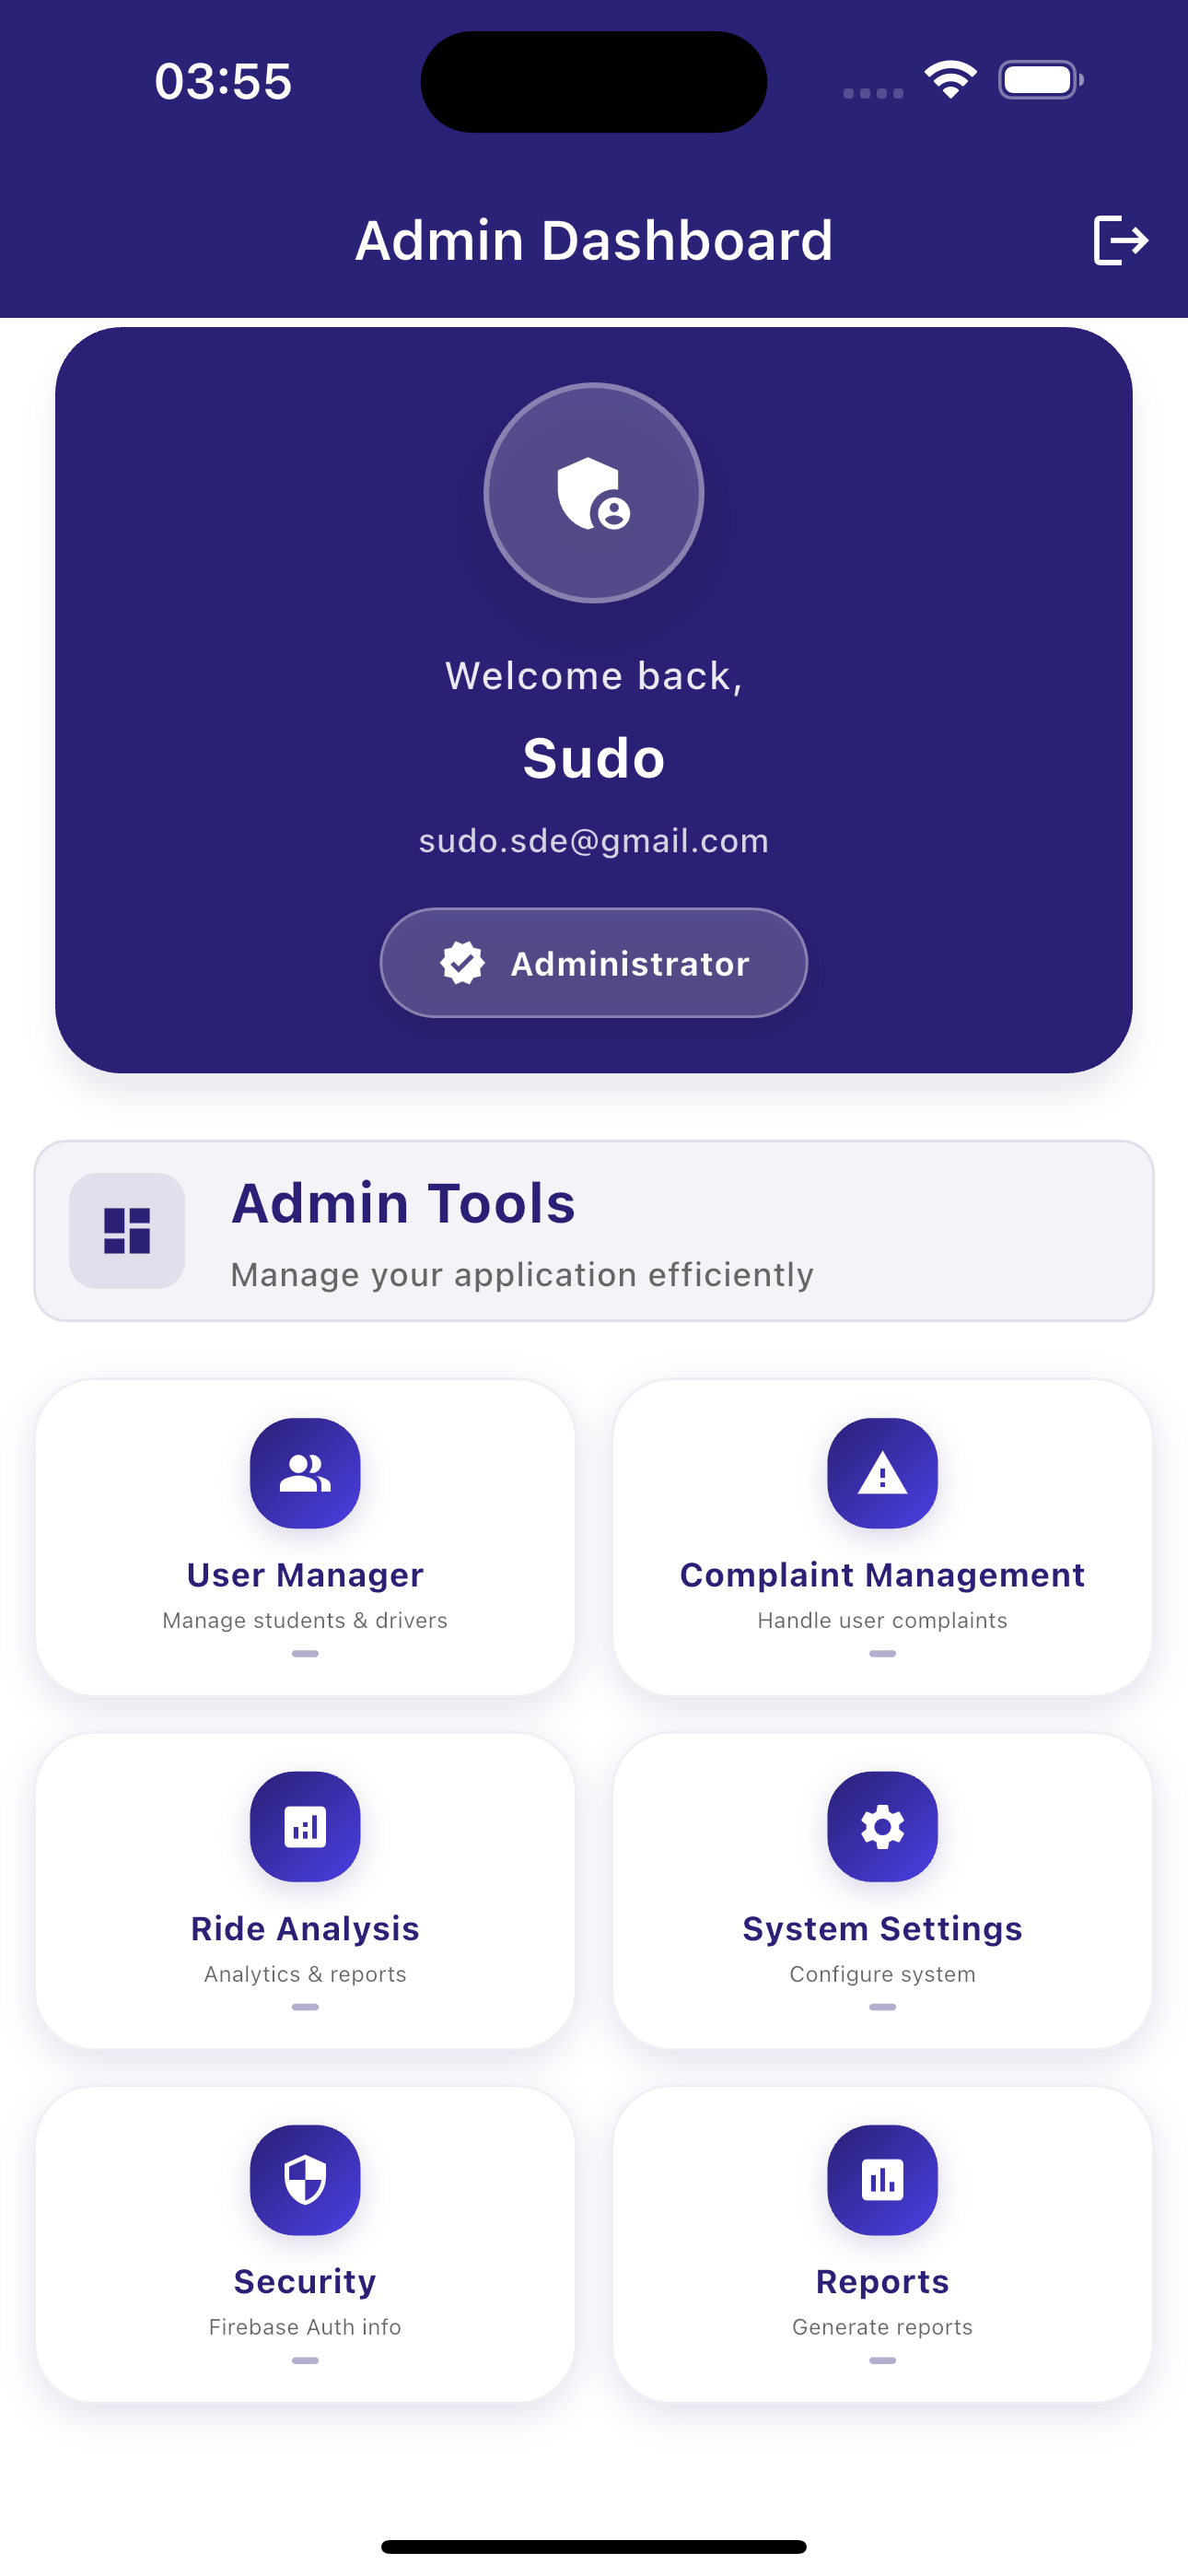 03:55
Admin Dashboard
Welcome back,
Sudo
sudo.sde@gmail.com
Administrator
Admin Tools
Manage your application efficiently
User Manager
Manage students & drivers
Complaint Management
Handle user complaints
Ride Analysis
Analytics & reports
System Settings
Configure system
Security
Firebase Auth info
Reports
Generate reports